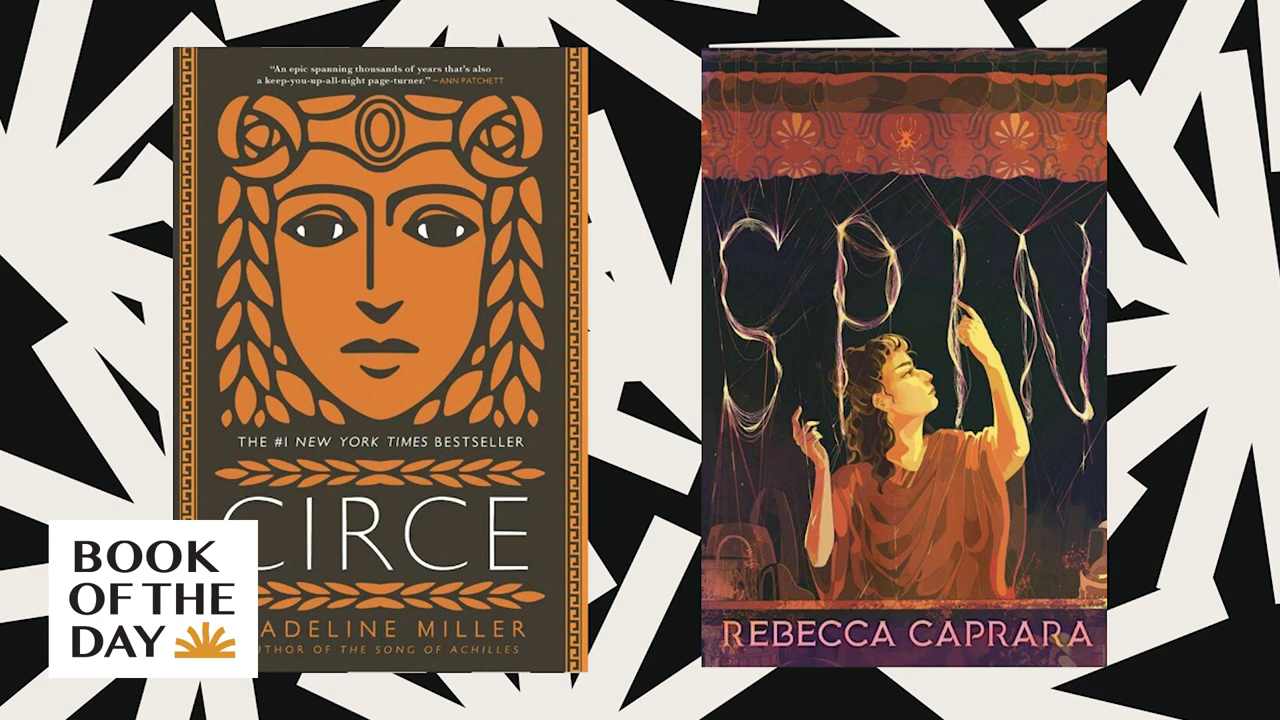 “An epic spanning thousands of years that’s also
a keep-you-up-all-night page-turner.” —ANN PATCHETT
THE #1 NEW YORK TIMES BESTSELLER
CIRCE
ADELINE MILLER
UTHOR OF THE SONG OF ACHILLES
SPIN
REBECCA CAPRARA
BOOK
OF THE
DAY